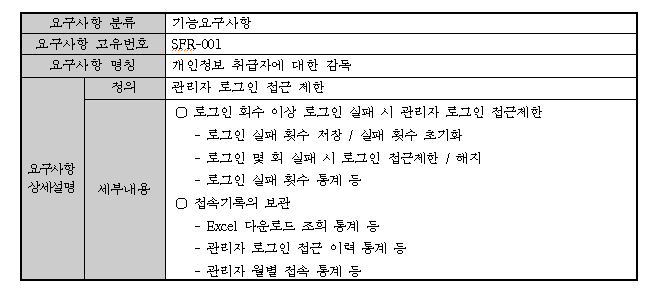 요구사항 분류 기능요구사항
요구사항 고유번호 SFR-001
요구사항 명칭 개인정보 취급자에 대한 감독
요구사항 상세설명 정의 관리자 로그인 접근 제한
세부내용
○ 로그인 회수 이상 로그인 실패 시 관리자 로그인 접근제한
- 로그인 실패 횟수 저장 / 실패 횟수 초기화
- 로그인 몇 회 실패 시 로그인 접근제한 / 해지
- 로그인 실패 횟수 통계 등
○ 접속기록의 보관
- Excel 다운로드 조회 통계 등
- 관리자 로그인 접근 이력 통계 등
- 관리자 월별 접속 통계 등